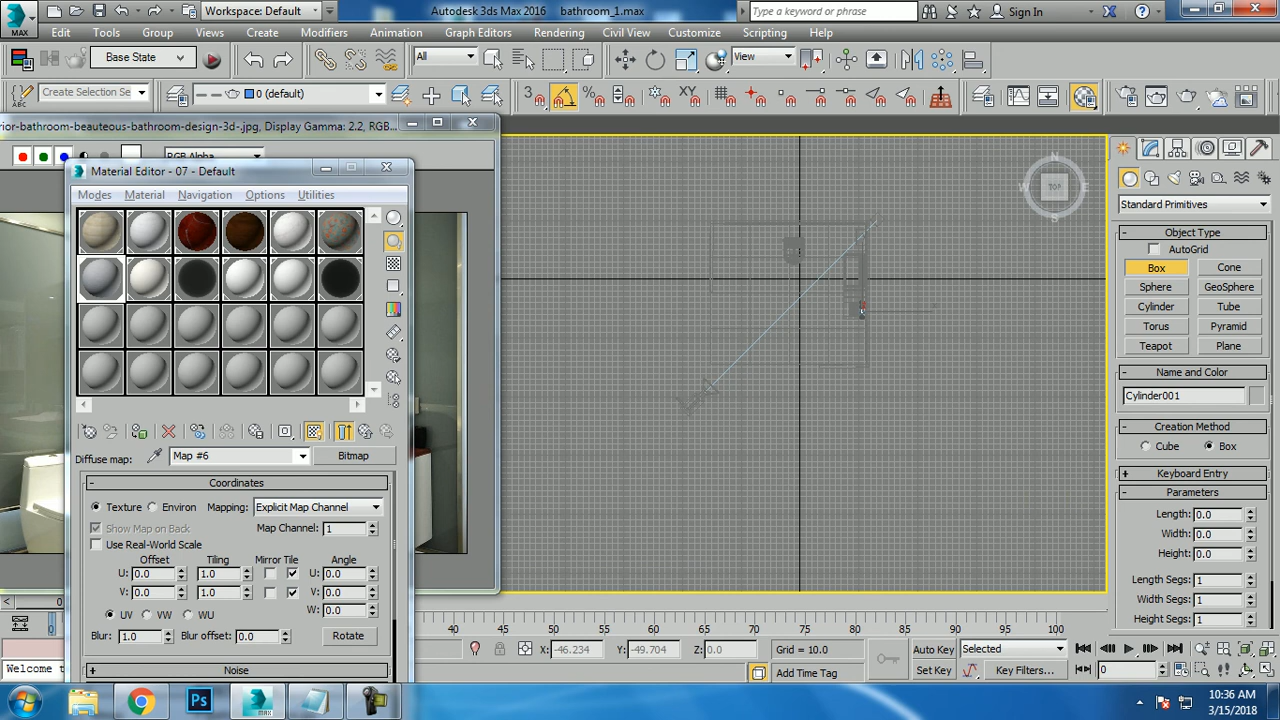 MAX
Workspace: Default
Autodesk 3ds Max 2016 bathroom_1.max
Type a keyword or phrase
Sign In
Edit Tools Group Views Create Modifiers Animation Graph Editors Rendering Civil View Customize Scripting Help
Base State
All
View
ABC
Create Selection Se
0 (default)
3
%
XY
rior-bathroom-beauteous-bathroom-design-3d-.jpg, Display Gamma: 2.2, RGB...
RGB Alpha
Material Editor - 07 - Default
Modes Material Navigation Options Utilities
Diffuse map:
Map #6
Bitmap
- Coordinates
Texture Environ Mapping: Explicit Map Channel
Show Map on Back Map Channel: 1
Use Real-World Scale
Offset Tiling Mirror Tile Angle
U: 0.0 1.0 U: 0.0
V: 0.0 1.0 V: 0.0
W: 0.0
UV VW WU
Blur: 1.0 Blur offset: 0.0 Rotate
+ Noise
N
W TOP E
S
Standard Primitives
- Object Type
AutoGrid
Box Cone
Sphere GeoSphere
Cylinder Tube
Torus Pyramid
Teapot Plane
- Name and Color
Cylinder001
- Creation Method
Cube Box
+ Keyboard Entry
- Parameters
Length: 0.0
Width: 0.0
Height: 0.0
Length Segs: 1
Width Segs: 1
Height Segs: 1
0
40 45 50 55 60 65 70 75 80 85 90 95 100
X: -46.234 Y: -49.704 Z: 0.0 Grid = 10.0
Add Time Tag
Auto Key Selected
Set Key Key Filters...
0
Welcome t
Ps
MAX
10:36 AM
3/15/2018